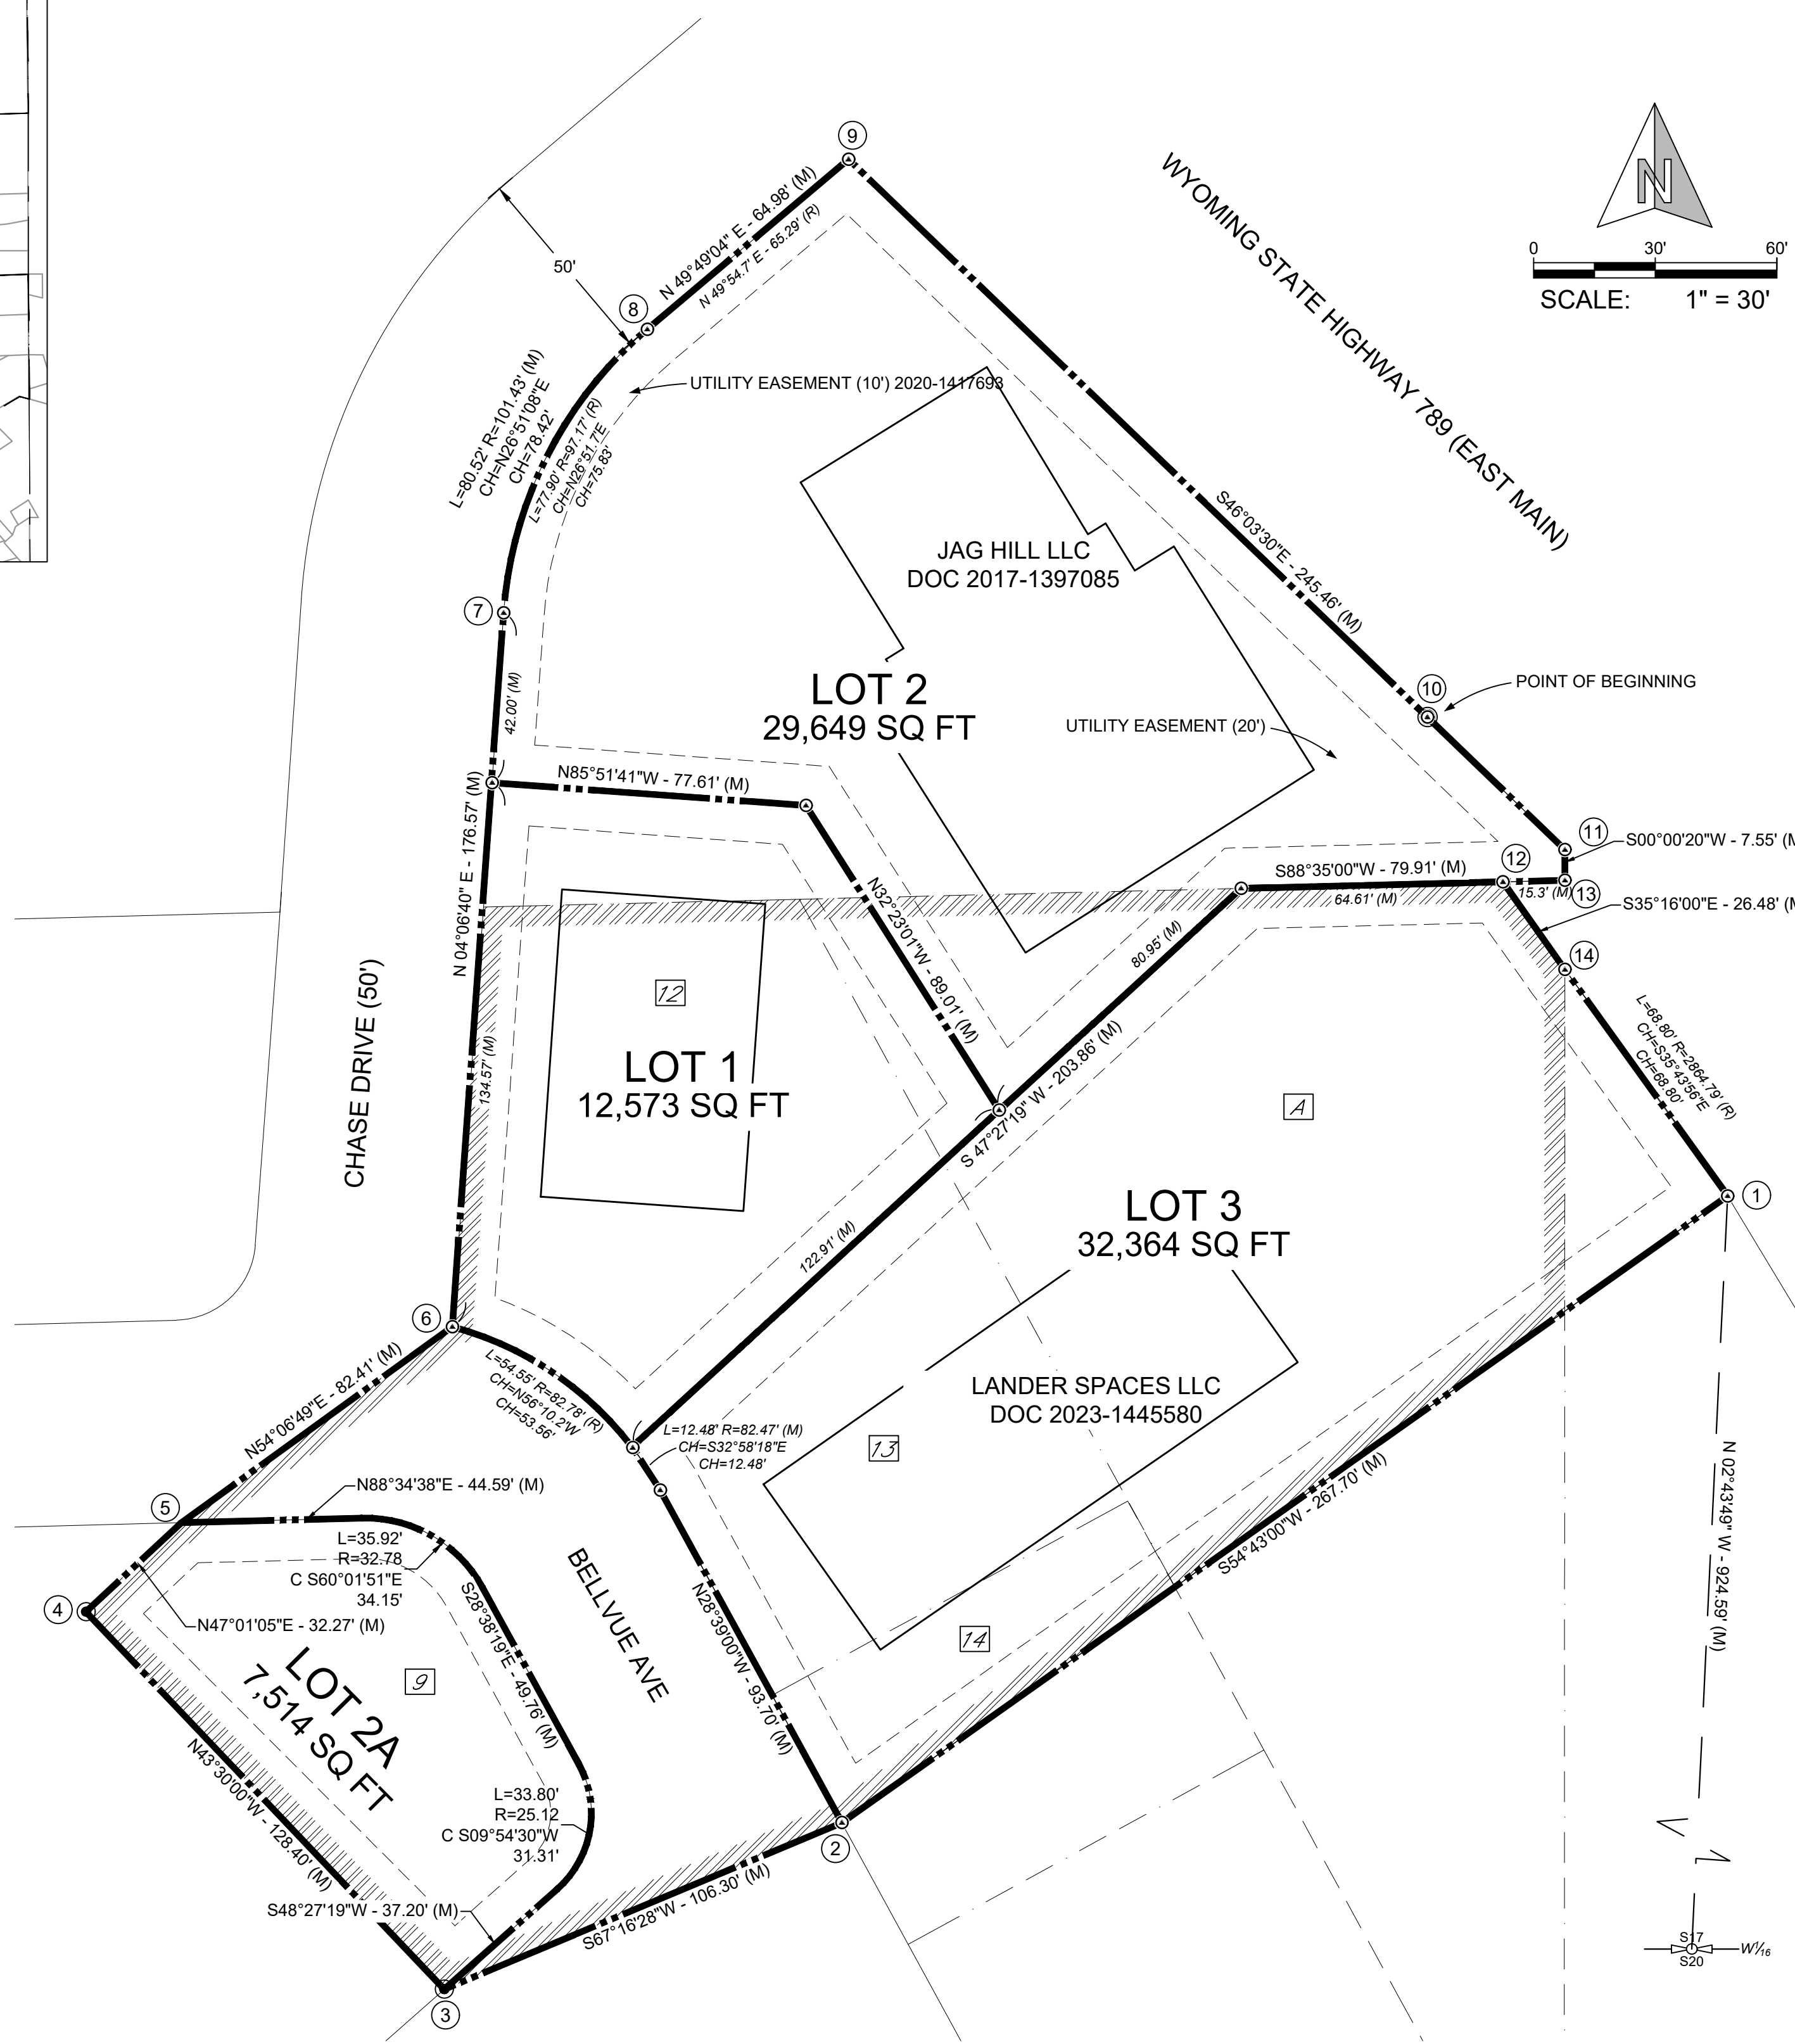 9
WYOMING STATE HIGHWAY 789 (EAST MAIN)
N
0 30' 60'
SCALE: 1" = 30'
N 49°49'04" E - 64.98' (M)
N 49°54.7' E - 65.29' (R)
50'
8
UTILITY EASEMENT (10') 2020-1417693
L=80.52' R=101.43' (M)
CH=N26°51'08"E
CH=78.42'
L=77.90' R=97.17' (R)
CH=N26°51.7'E
CH=75.83'
S46°03'30"E - 245.46' (M)
JAG HILL LLC
DOC 2017-1397085
7
42.00' (M)
LOT 2
29,649 SQ FT
10
POINT OF BEGINNING
UTILITY EASEMENT (20')
N85°51'41"W - 77.61' (M)
N 04°06'40" E - 176.57' (M)
11
S00°00'20"W - 7.55' (M
12
S88°35'00"W - 79.91' (M)
64.61' (M)
15.3' (M)
13
S35°16'00"E - 26.48' (M
N32°23'01"W - 89.01' (M)
80.95' (M)
14
12
CHASE DRIVE (50')
134.57' (M)
LOT 1
12,573 SQ FT
S 47°27'19" W - 203.86' (M)
A
L=68.80' R=2864.79' (R)
CH=S35°43'56"E
CH=68.80'
1
LOT 3
32,364 SQ FT
122.91' (M)
6
N54°06'49"E - 82.41' (M)
L=54.55' R=82.78' (R)
CH=N56°10.2'W
CH=53.56'
L=12.48' R=82.47' (M)
CH=S32°58'18"E
CH=12.48'
LANDER SPACES LLC
DOC 2023-1445580
13
N88°34'38"E - 44.59' (M)
5
L=35.92'
R=32.78
C S60°01'51"E
34.15'
S54°43'00"W - 267.70' (M)
N 02°43'49" W - 924.59' (M)
BELLVUE AVE
4
N47°01'05"E - 32.27' (M)
S28°38'19"E - 49.76' (M)
N28°39'00"W - 93.70' (M)
14
LOT 2A
7,514 SQ FT
9
N43°30'00"W - 128.40' (M)
L=33.80'
R=25.12
C S09°54'30"W
31.31'
2
S48°27'19"W - 37.20' (M)
S67°16'28"W - 106.30' (M)
3
S17
S20
W1/16